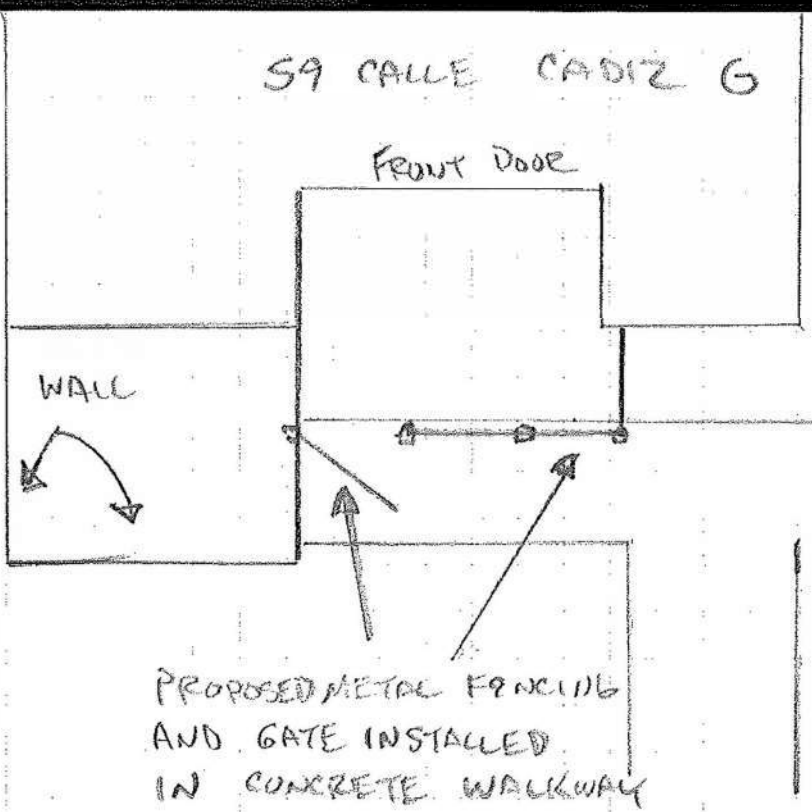 59 CALLE CADIZ G
FRONT DOOR
WALL
PROPOSED METAL FENCING
AND GATE INSTALLED
IN CONCRETE WALKWAY